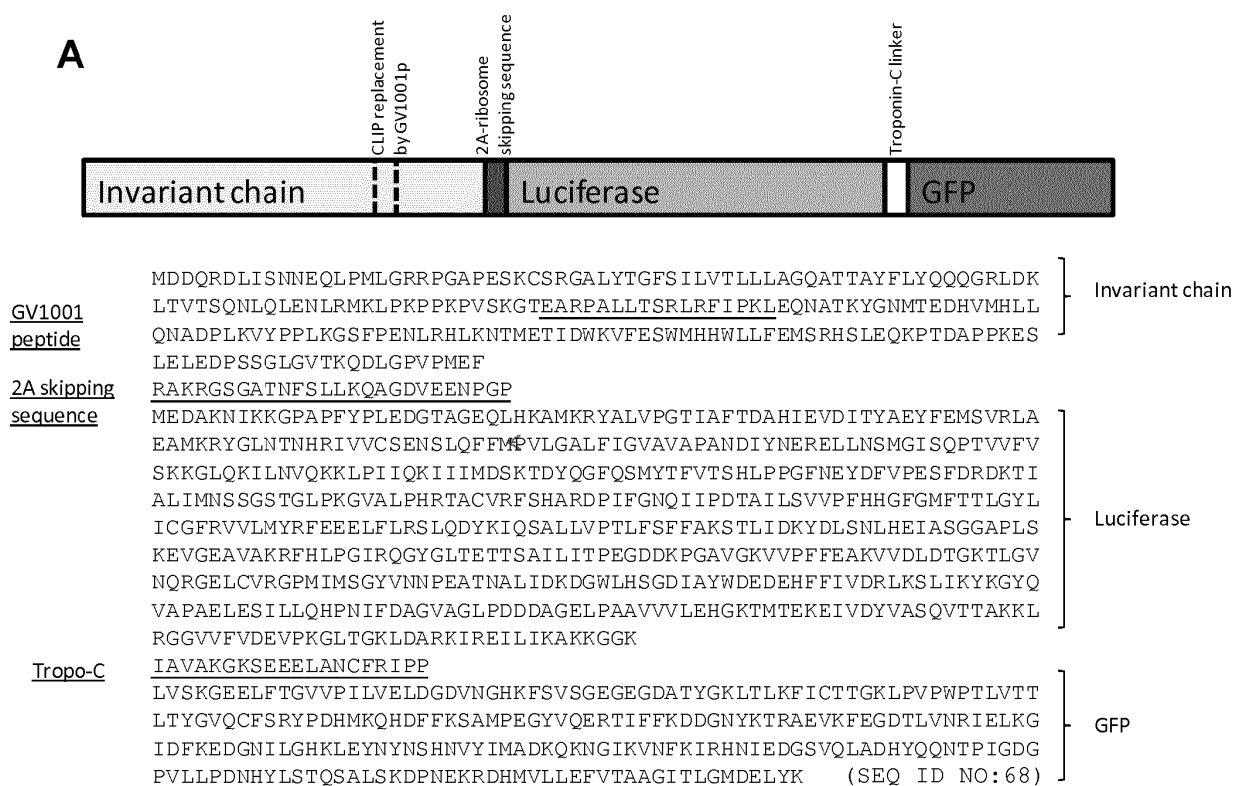 A
CLIP replacement
by GV1001p
2A-ribosome
skipping sequence
Troponin-C linker
Invariant chain
Luciferase
GFP
MDDQRDLISNNEQLPMLGRRPGAPESKCSRGALYTGFSILVTLLLAGQATTAYFLYQQQGRLDK
Invariant chain
LTVTSQNLQLENLRMKLPKPPKPVSKGTEARPALLTSRLRFIPKLEQNATKYGNMTEDHVMHLL
GV1001
peptide
QNADPLKVYPPLKGSFPENLRHLKNTMETIDWKVFESWMHHWLLFEMSRHSLEQKPTDAPPKES
LELEDPSSGLGVTKQDLGPVPMEF
2A skipping
sequence
RAKRGSGATNFSLLKQAGDVEENPGP
MEDAKNIKKGPAPFYPLEDGTAGEQLHKAMKRYALVPGTIAFTDAHIEVDITYAEYFEMSVRLA
EAMKRYGLNTNHRIVVCSENSLQFFMPVLGALFIGVAVAPANDIYNERELLNSMGISQPTVVFV
SKKGLQKILNVQKKLPIIQKIIIMDSKTDYQGFQSMYTFVTSHLPPGFNEYDFVPESFDRDKTI
ALIMNSSGSTGLPKGVALPHRTACVRFSHARDPIFGNQIIPDTAILSVVPFHHGFGMFTTLGYL
Luciferase
ICGFRVVLMYRFEEELFLRSLQDYKIQSALLVPTLFSFFAKSTLIDKYDLSNLHEIASGGAPLS
KEVGEAVAKRFHLPGIRQGYGLTETTSAILITPEGDDKPGAVGKVVPFFEAKVVDLDTGKTLGV
NQRGELCVRGPMIMSGYVNNPEATNALIDKDGWLHSGDIAYWDEDEHFFIVDRLKSLIKYKGYQ
VAPAELESILLQHPNIFDAGVAGLPDDDAGELPAAVVVLEHGKTMTEKEIVDYVASQVTTAKKL
RGGVVFVDEVPKGLTGKLDARKIREILIKAKKGGK
Tropo-C
IAVAKGKSEEELANCFRIPP
LVSKGEELFTGVVPILVELDGDVNGHKFSVSGEGEGDATYGKLTLKFICTTGKLPVPWPTLVTT
LTYGVQCFSRYPDHMKQHDFFKSAMPEGYVQERTIFFKDDGNYKTRAEVKFEGDTLVNRIELKG
GFP
IDFKEDGNILGHKLEYNYNSHNVYIMADKQKNGIKVNFKIRHNIEDGSVQLADHYQQNTPIGDG
PVLLPDNHYLSTQSALSKDPNEKRDHMVLLEFVTAAGITLGMDELYK (SEQ ID NO:68)